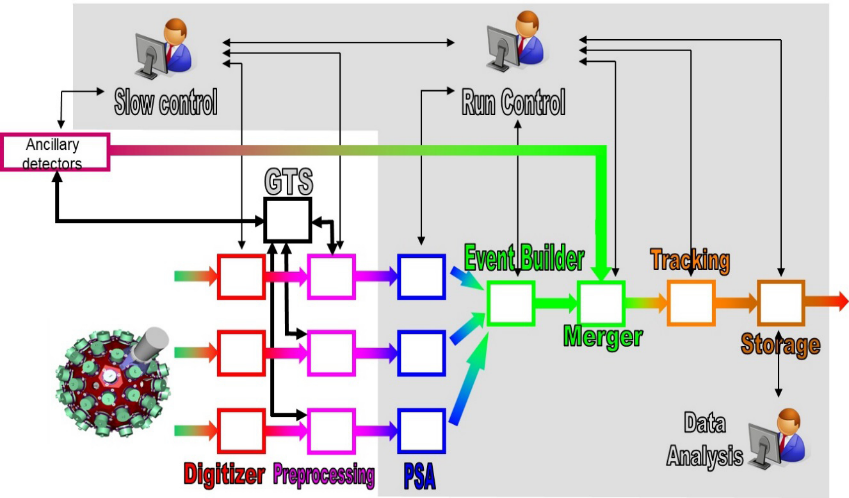 Slow control
Run Control
Ancillary
detectors
GTS
Event Builder
Tracking
Merger
Storage
Data
Analysis
Digitizer
Preprocessing
PSA